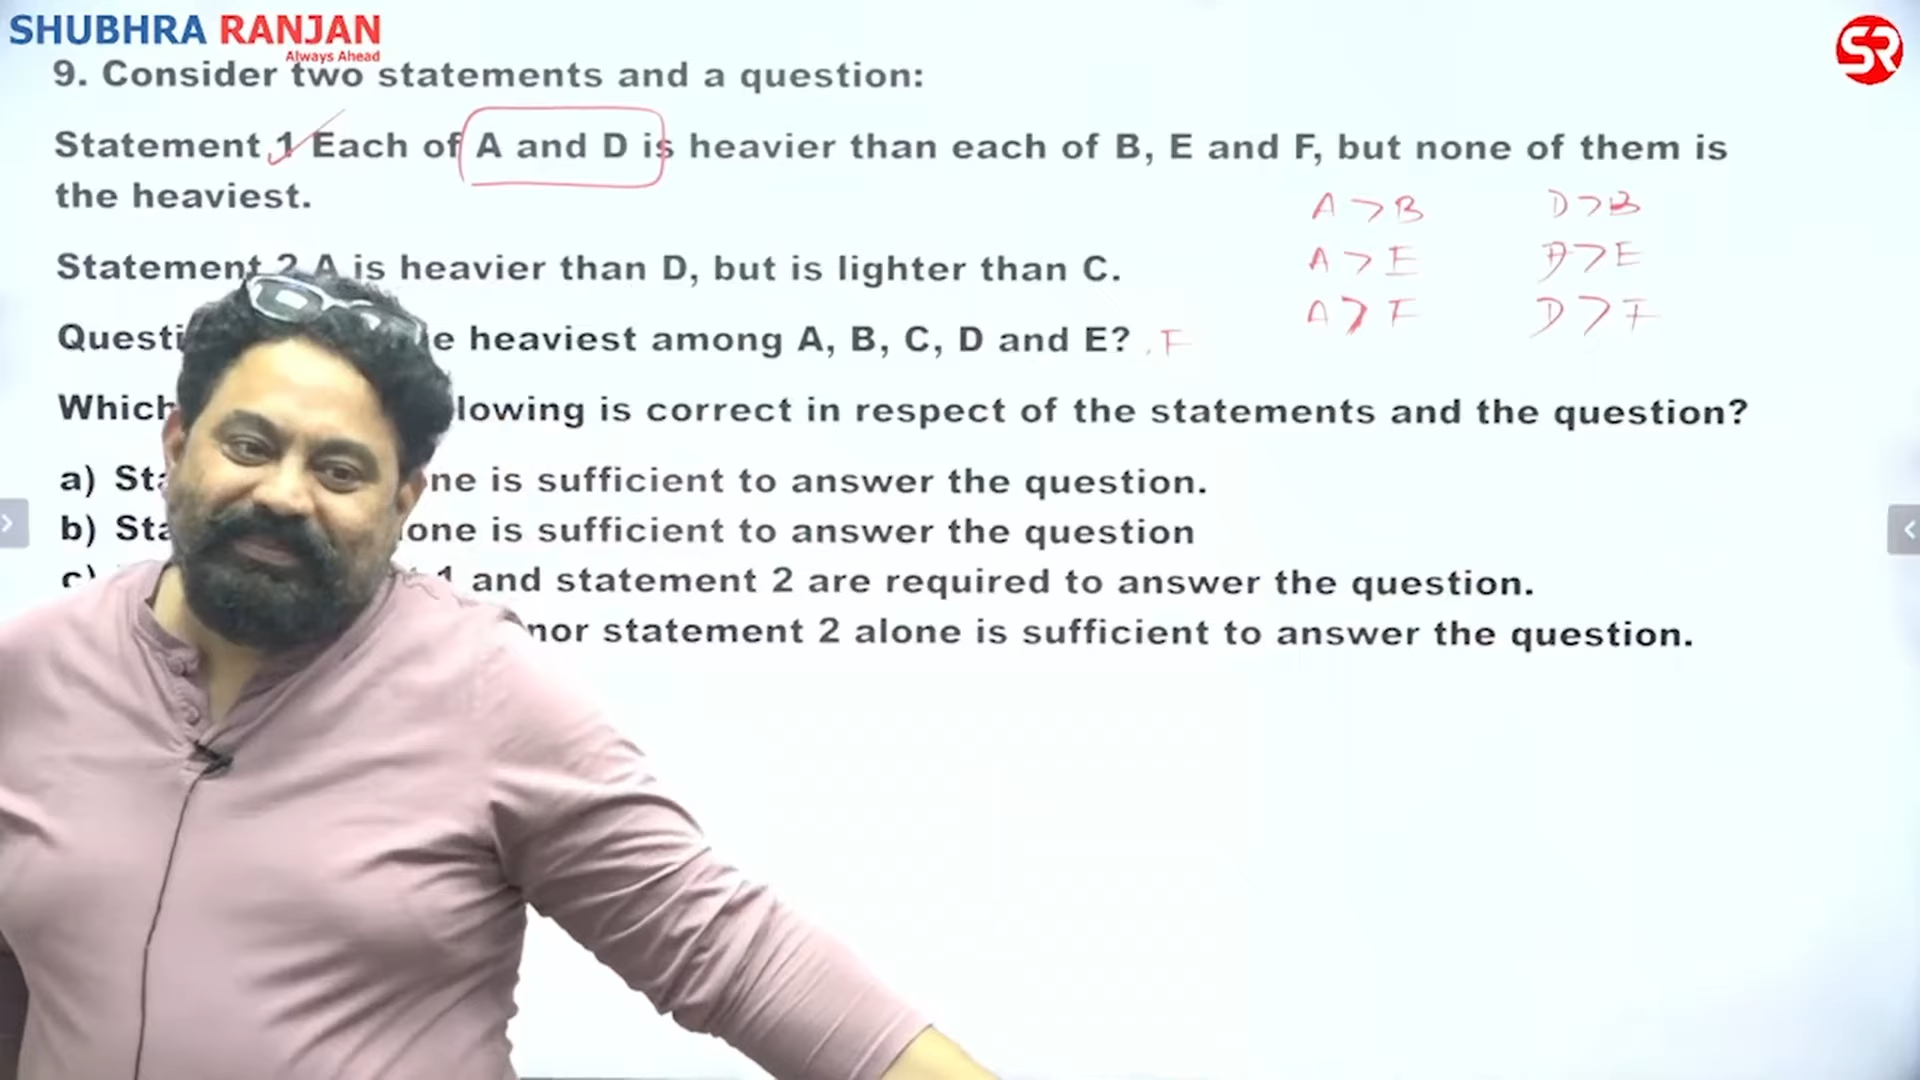 SHUBHRA RANJAN
Always Ahead
SR
9. Consider two statements and a question:
Statement 1 Each of A and D is heavier than each of B, E and F, but none of them is
the heaviest.
A > B D > B
Statement 2 A is heavier than D, but is lighter than C.
A > E D > E
A > F D > F
Questi e heaviest among A, B, C, D and E? , F
Which lowing is correct in respect of the statements and the question?
a) Sta ne is sufficient to answer the question.
b) Sta one is sufficient to answer the question
c) 1 and statement 2 are required to answer the question.
nor statement 2 alone is sufficient to answer the question.